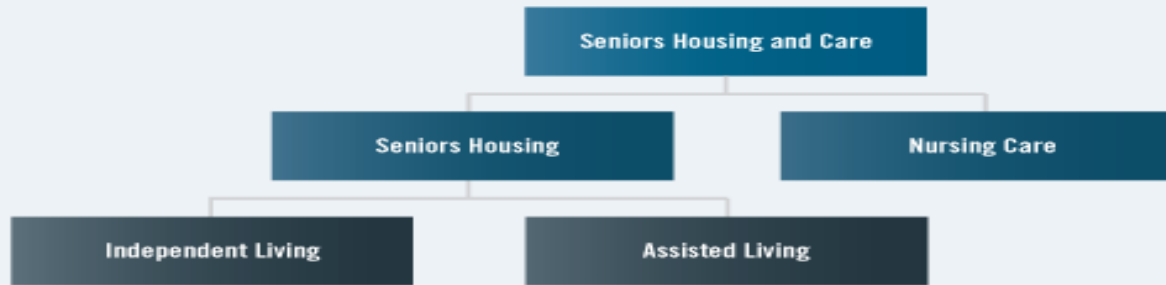 Seniors Housing and Care
Seniors Housing
Nursing Care
Independent Living
Assisted Living